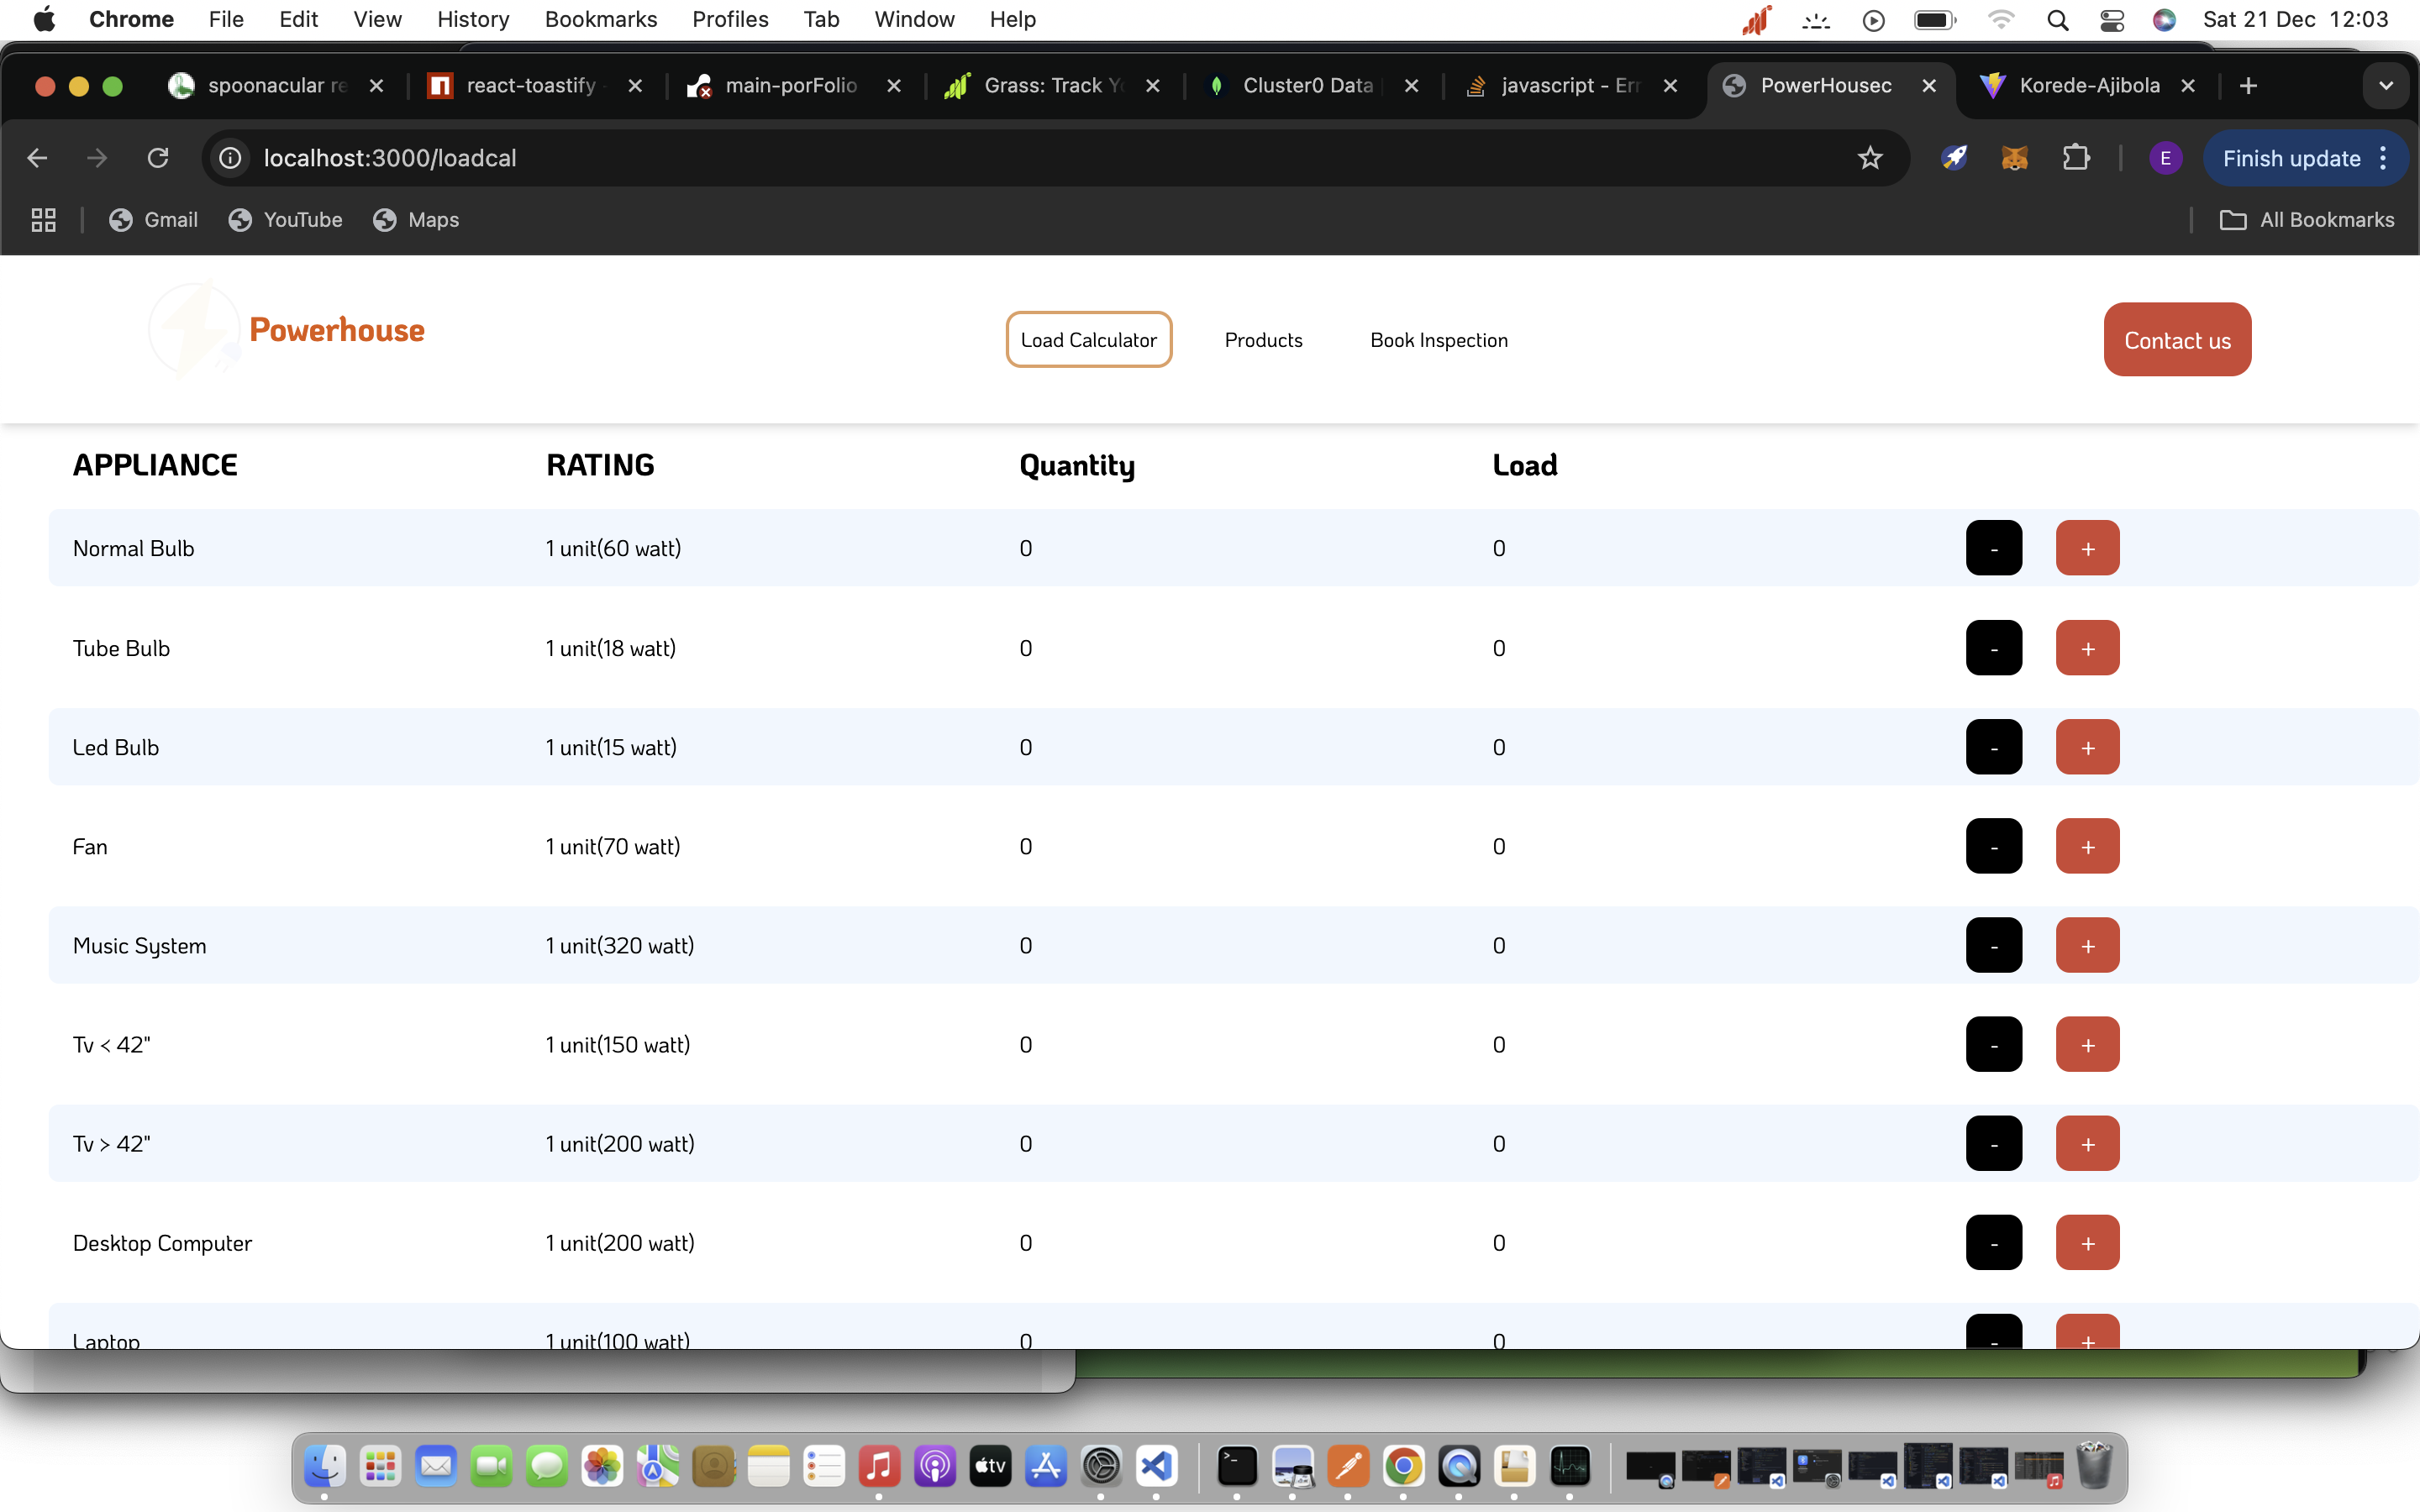 Chrome File Edit View History Bookmarks Profiles Tab Window Help Sat 21 Dec 12:03
spoonacular re react-toastify main-porFolio Grass: Track Yo Cluster0 Data javascript - Err PowerHousec Korede-Ajibola
localhost:3000/loadcal E Finish update
Gmail YouTube Maps All Bookmarks
Powerhouse Load Calculator Products Book Inspection Contact us
APPLIANCE RATING Quantity Load
Normal Bulb 1 unit(60 watt) 0 0 - +
Tube Bulb 1 unit(18 watt) 0 0 - +
Led Bulb 1 unit(15 watt) 0 0 - +
Fan 1 unit(70 watt) 0 0 - +
Music System 1 unit(320 watt) 0 0 - +
Tv < 42" 1 unit(150 watt) 0 0 - +
Tv > 42" 1 unit(200 watt) 0 0 - +
Desktop Computer 1 unit(200 watt) 0 0 - +
Laptop 1 unit(100 watt) 0 0 - +
tv